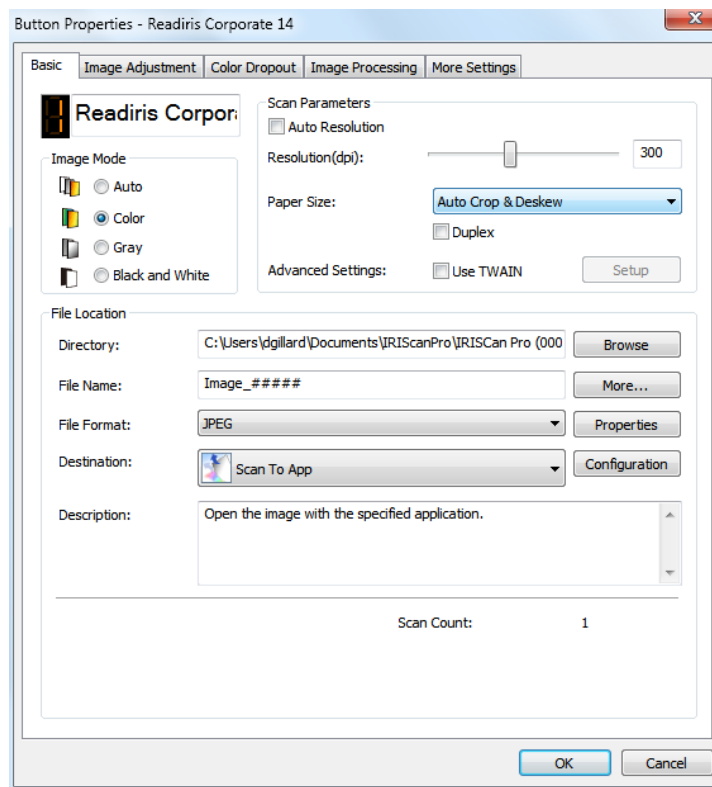 Button Properties - Readiris Corporate 14
Basic
Image Adjustment
Color Dropout
Image Processing
More Settings
1
Readiris Corpor
Image Mode
Auto
Color
Gray
Black and White
Scan Parameters
Auto Resolution
Resolution(dpi):
300
Paper Size:
Auto Crop & Deskew
Duplex
Advanced Settings:
Use TWAIN
Setup
File Location
Directory:
C:\Users\dgillard\Documents\IRIScanPro\IRISCan Pro (000
Browse
File Name:
Image_#####
More...
File Format:
JPEG
Properties
Destination:
Scan To App
Configuration
Description:
Open the image with the specified application.
Scan Count:
1
OK
Cancel